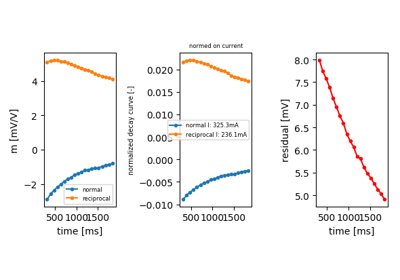 normed on current
m [mV/V]
4
2
0
−2
500
1000
1500
time [ms]
normal
reciprocal
normalized decay curve [-]
0.020
0.015
0.010
0.005
0.000
−0.005
−0.010
500
1000
1500
normal I: 325.3mA
reciprocal I: 236.1mA
residual [mV]
8.0
7.5
7.0
6.5
6.0
5.5
5.0
500
1000
1500
time [ms]